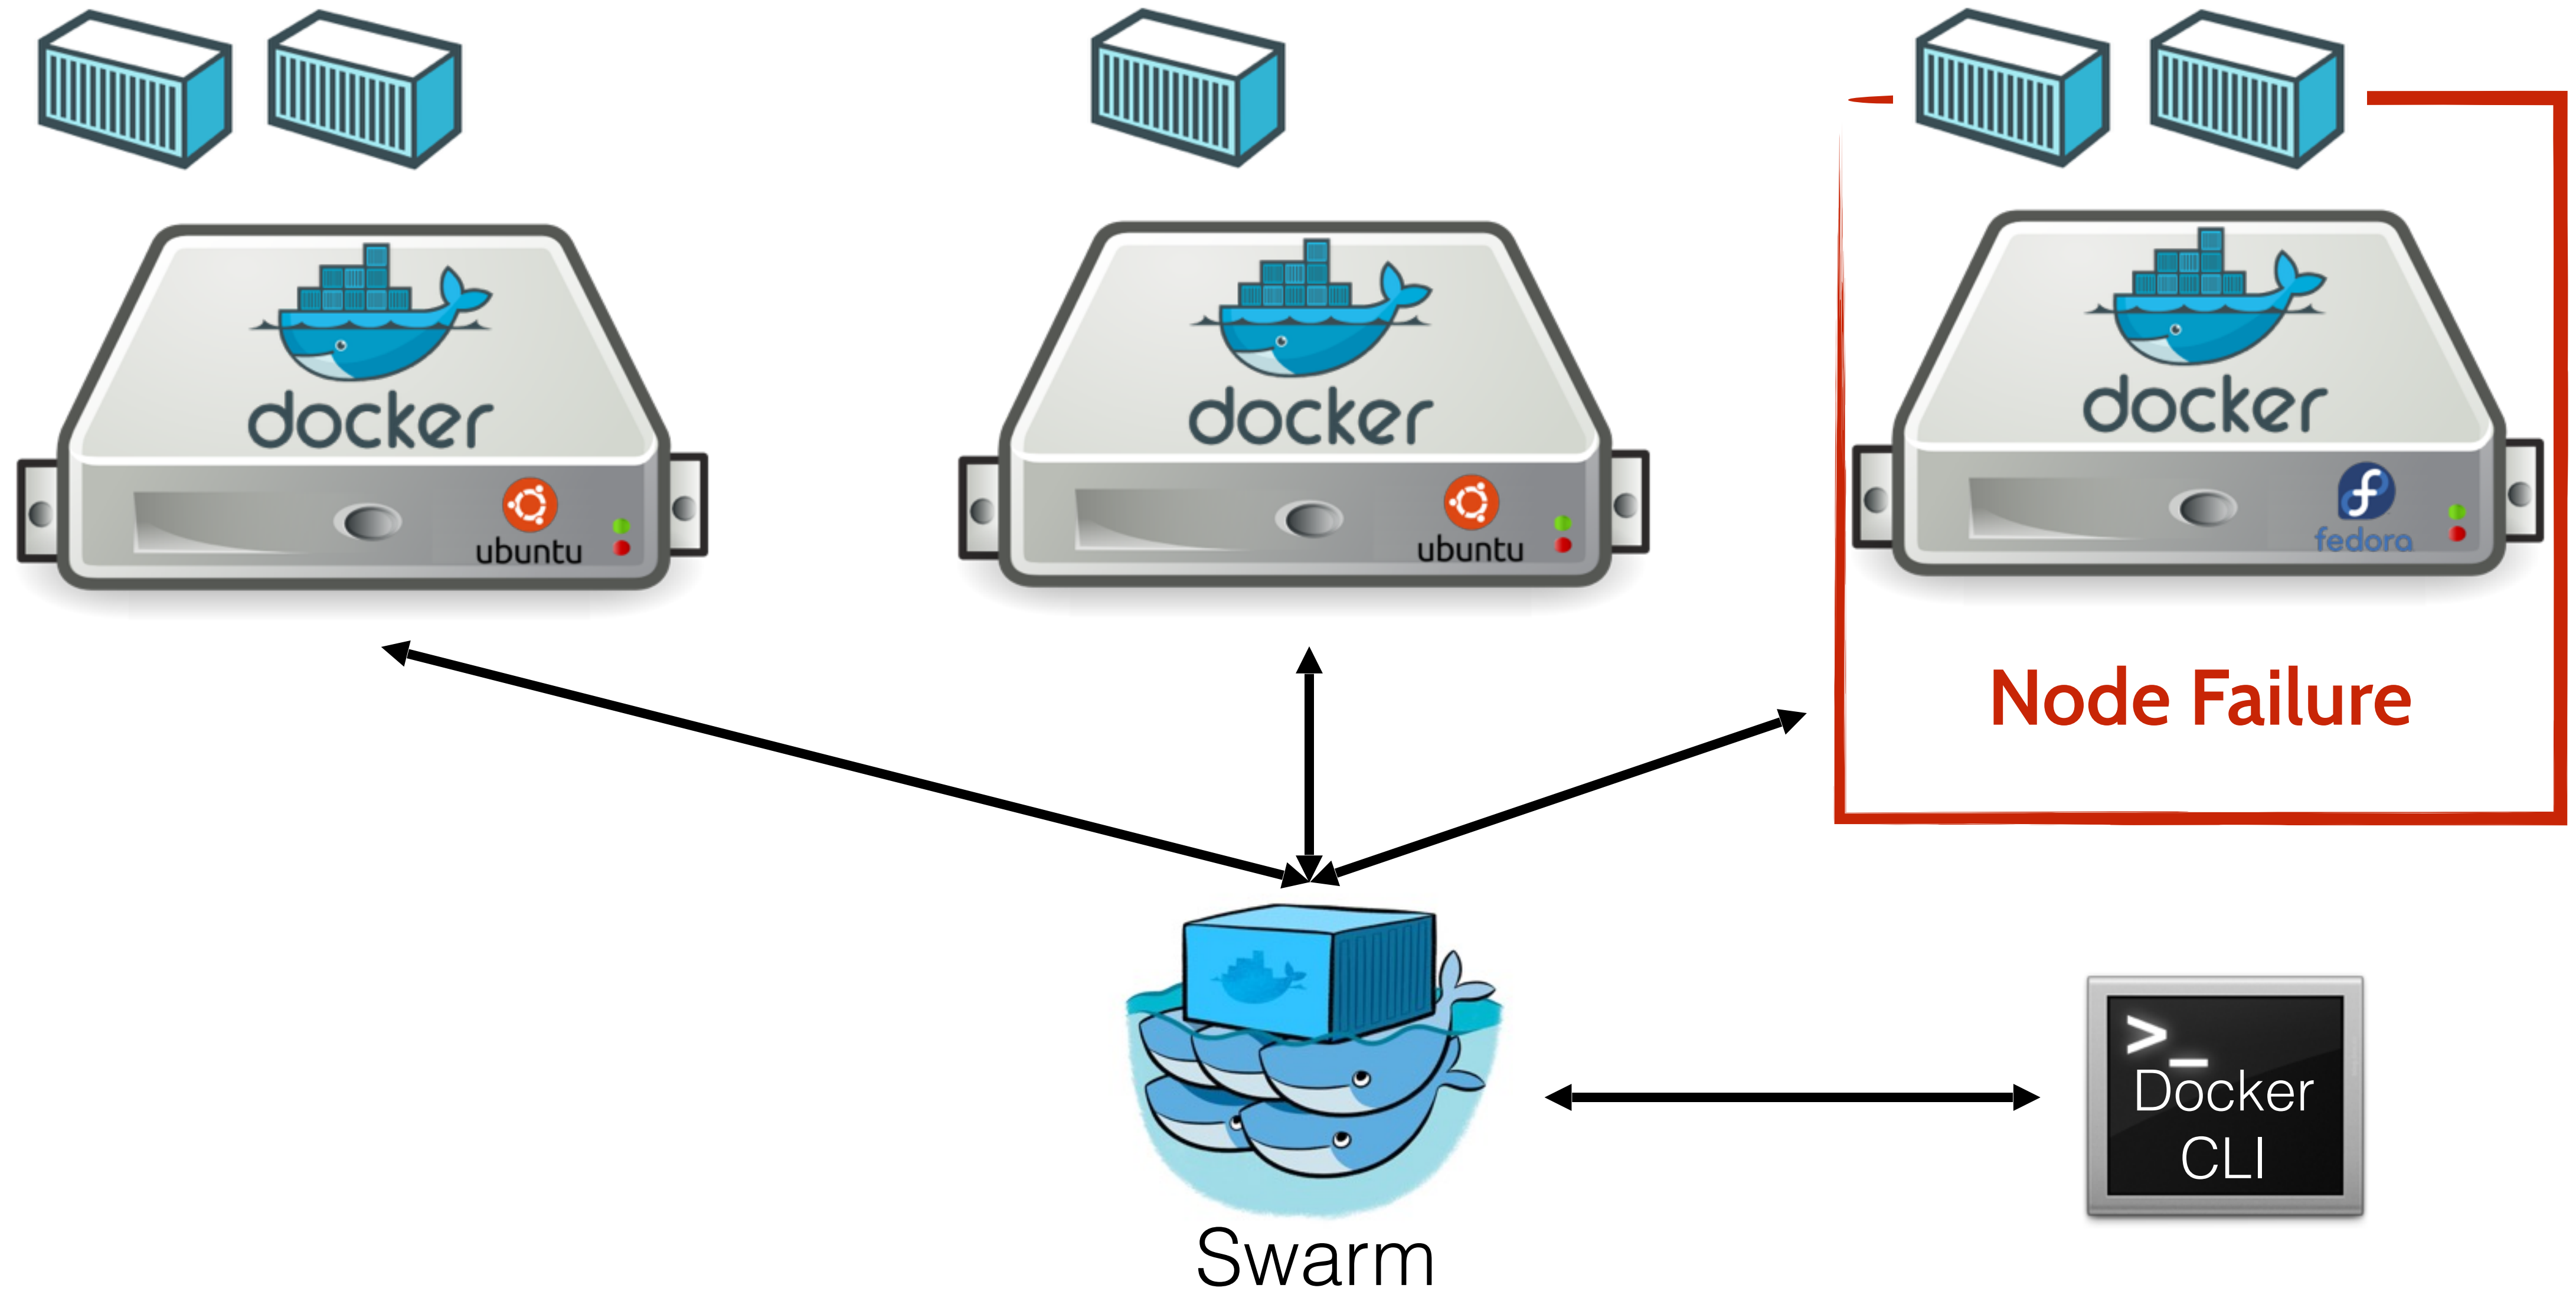 docker
ubuntu
docker
ubuntu
docker
fedora
Node Failure
>_
Docker
CLI
Swarm